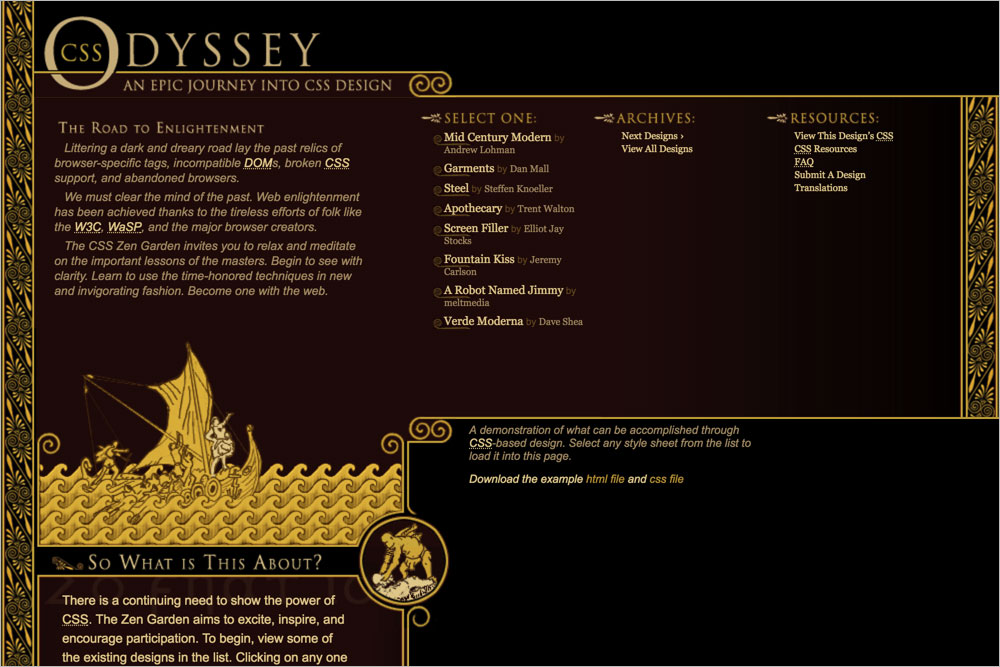 CSS ODYSSEY
AN EPIC JOURNEY INTO CSS DESIGN
The Road to Enlightenment
Littering a dark and dreary road lay the past relics of
browser-specific tags, incompatible DOMs, broken CSS
support, and abandoned browsers.
We must clear the mind of the past. Web enlightenment
has been achieved thanks to the tireless efforts of folk like
the W3C, WaSP, and the major browser creators.
The CSS Zen Garden invites you to relax and meditate
on the important lessons of the masters. Begin to see with
clarity. Learn to use the time-honored techniques in new
and invigorating fashion. Become one with the web.
SELECT ONE:
Mid Century Modern by
Andrew Lohman
Garments by Dan Mall
Steel by Steffen Knoeller
Apothecary by Trent Walton
Screen Filler by Elliot Jay
Stocks
Fountain Kiss by Jeremy
Carlson
A Robot Named Jimmy by
meltmedia
Verde Moderna by Dave Shea
ARCHIVES:
Next Designs ›
View All Designs
RESOURCES:
View This Design's CSS
CSS Resources
FAQ
Submit A Design
Translations
A demonstration of what can be accomplished through
CSS-based design. Select any style sheet from the list to
load it into this page.
Download the example html file and css file
So What is This About?
There is a continuing need to show the power of
CSS. The Zen Garden aims to excite, inspire, and
encourage participation. To begin, view some of
the existing designs in the list. Clicking on any one